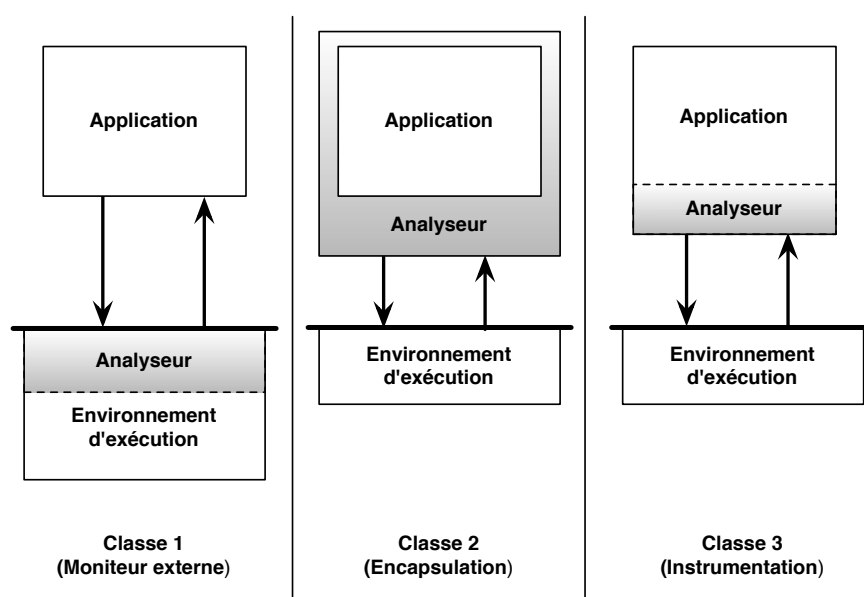 Application
Analyseur
Environnement
d'exécution
Classe 1
(Moniteur externe)
Application
Analyseur
Environnement
d'exécution
Classe 2
(Encapsulation)
Application
Analyseur
Environnement
d'exécution
Classe 3
(Instrumentation)